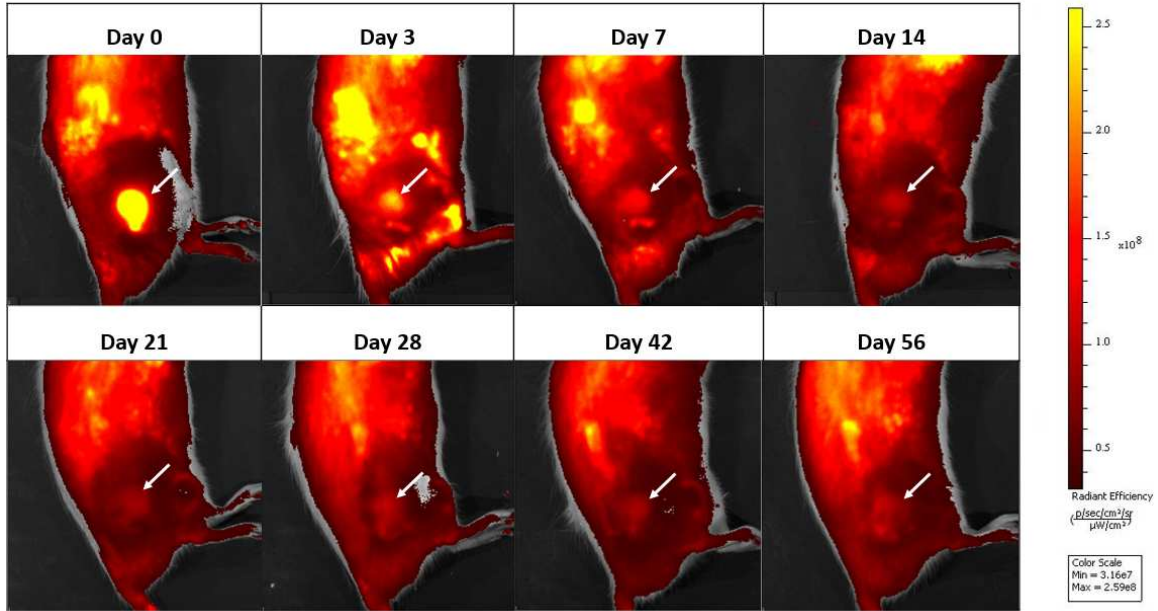 Day 0
Day 3
Day 7
Day 14
Day 21
Day 28
Day 42
Day 56
2.5
2.0
1.5
x10⁸
1.0
0.5
Radiant Efficiency
(p/sec/cm²/sr
µW/cm²)
Color Scale
Min = 3.16e7
Max = 2.59e8